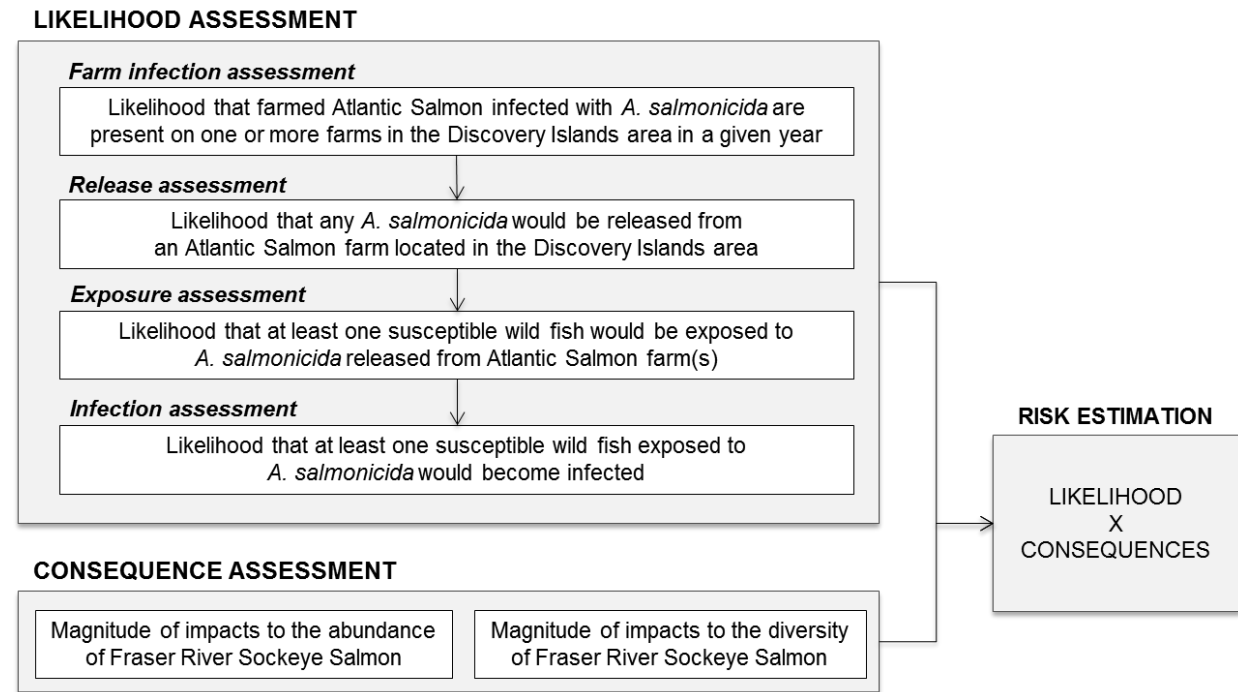 LIKELIHOOD ASSESSMENT
Farm infection assessment
Likelihood that farmed Atlantic Salmon infected with A. salmonicida are
present on one or more farms in the Discovery Islands area in a given year
Release assessment
Likelihood that any A. salmonicida would be released from
an Atlantic Salmon farm located in the Discovery Islands area
Exposure assessment
Likelihood that at least one susceptible wild fish would be exposed to
A. salmonicida released from Atlantic Salmon farm(s)
Infection assessment
Likelihood that at least one susceptible wild fish exposed to
A. salmonicida would become infected
RISK ESTIMATION
LIKELIHOOD
X
CONSEQUENCES
CONSEQUENCE ASSESSMENT
Magnitude of impacts to the abundance
of Fraser River Sockeye Salmon
Magnitude of impacts to the diversity
of Fraser River Sockeye Salmon